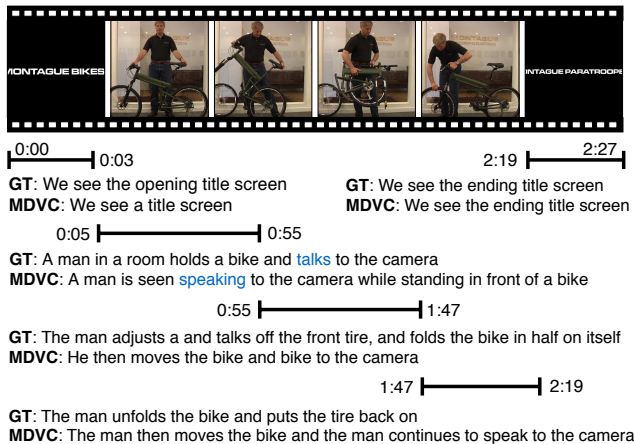 MONTAGUE BIKES
NTAGUE PARATROOPE
0:00
0:03
2:19
2:27
GT: We see the opening title screen
MDVC: We see a title screen
GT: We see the ending title screen
MDVC: We see the ending title screen
0:05
0:55
GT: A man in a room holds a bike and talks to the camera
MDVC: A man is seen speaking to the camera while standing in front of a bike
0:55
1:47
GT: The man adjusts a and talks off the front tire, and folds the bike in half on itself
MDVC: He then moves the bike and bike to the camera
1:47
2:19
GT: The man unfolds the bike and puts the tire back on
MDVC: The man then moves the bike and the man continues to speak to the camera